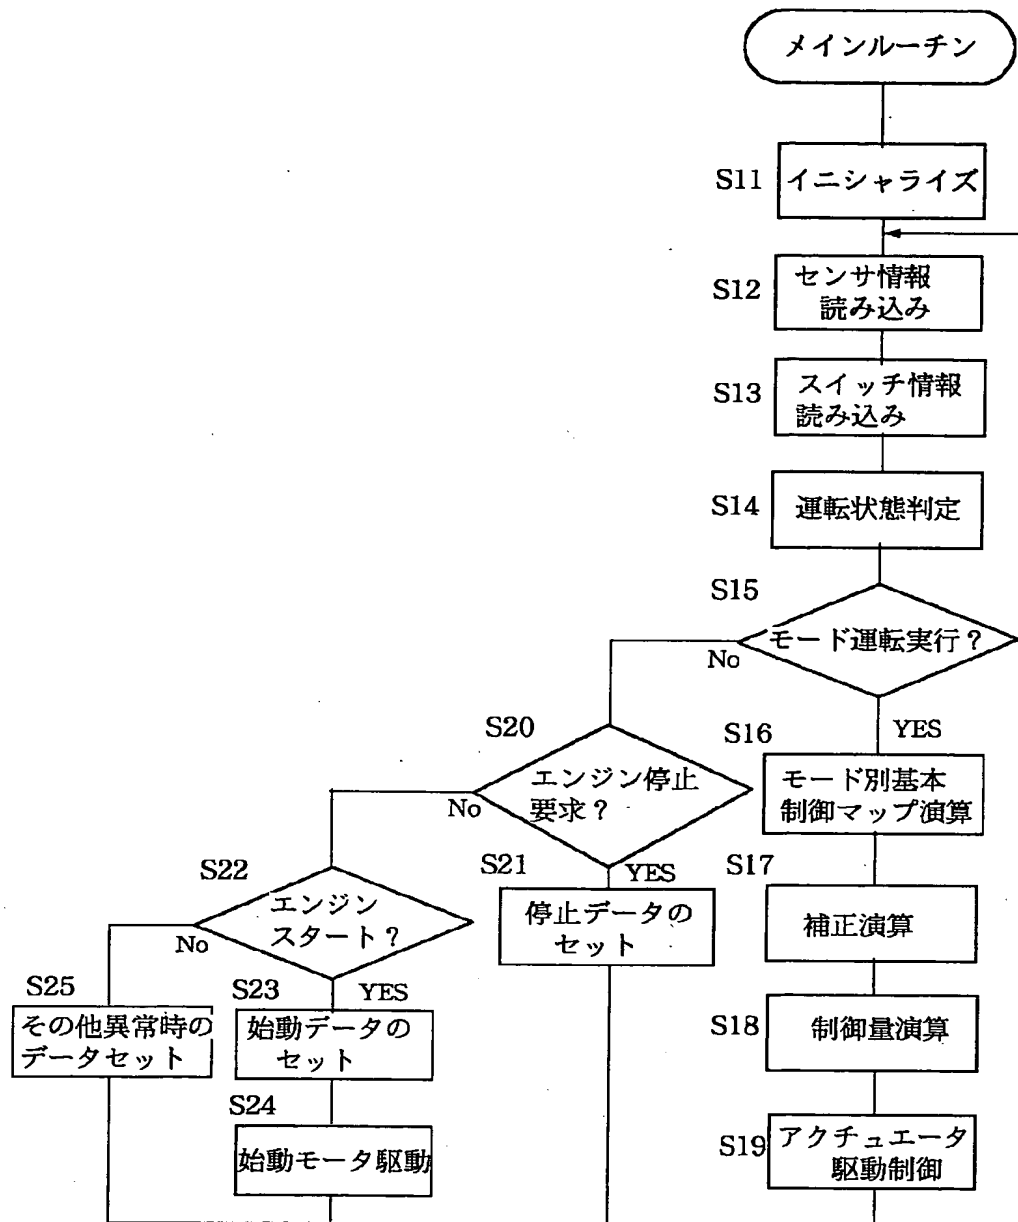 メインルーチン
S11
イニシャライズ
S12
センサ情報
読み込み
S13
スイッチ情報
読み込み
S14
運転状態判定
S15
モード運転実行?
No
YES
S20
エンジン停止
要求?
No
YES
S16
モード別基本
制御マップ演算
S22
エンジン
スタート?
No
YES
S21
停止データの
セット
S17
補正演算
S25
その他異常時の
データセット
S23
始動データの
セット
S18
制御量演算
S24
始動モータ駆動
S19
アクチュエータ
駆動制御